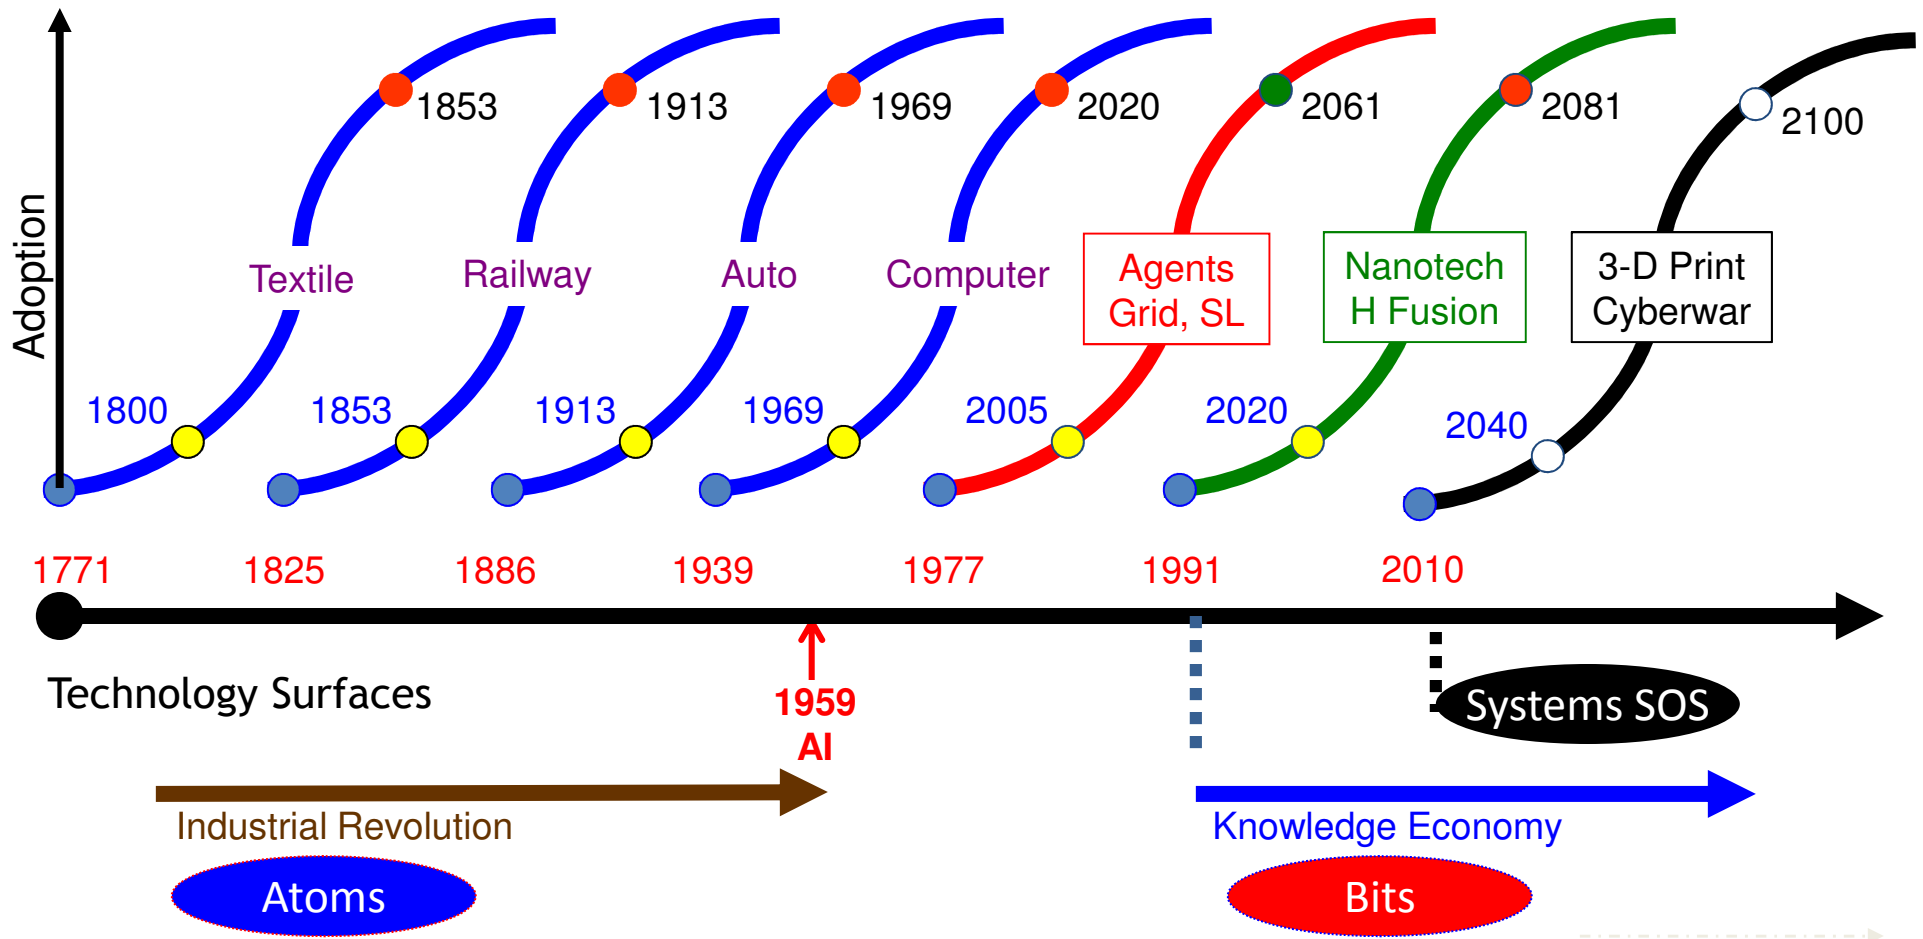 1853
1913
1969
2020
2061
2081
2100
Adoption
Textile
Railway
Auto
Computer
Agents
Grid, SL
Nanotech
H Fusion
3-D Print
Cyberwar
1800
1853
1913
1969
2005
2020
2040
1771
1825
1886
1939
1977
1991
2010
Technology Surfaces
1959
AI
Systems SOS
Industrial Revolution
Knowledge Economy
Atoms
Bits